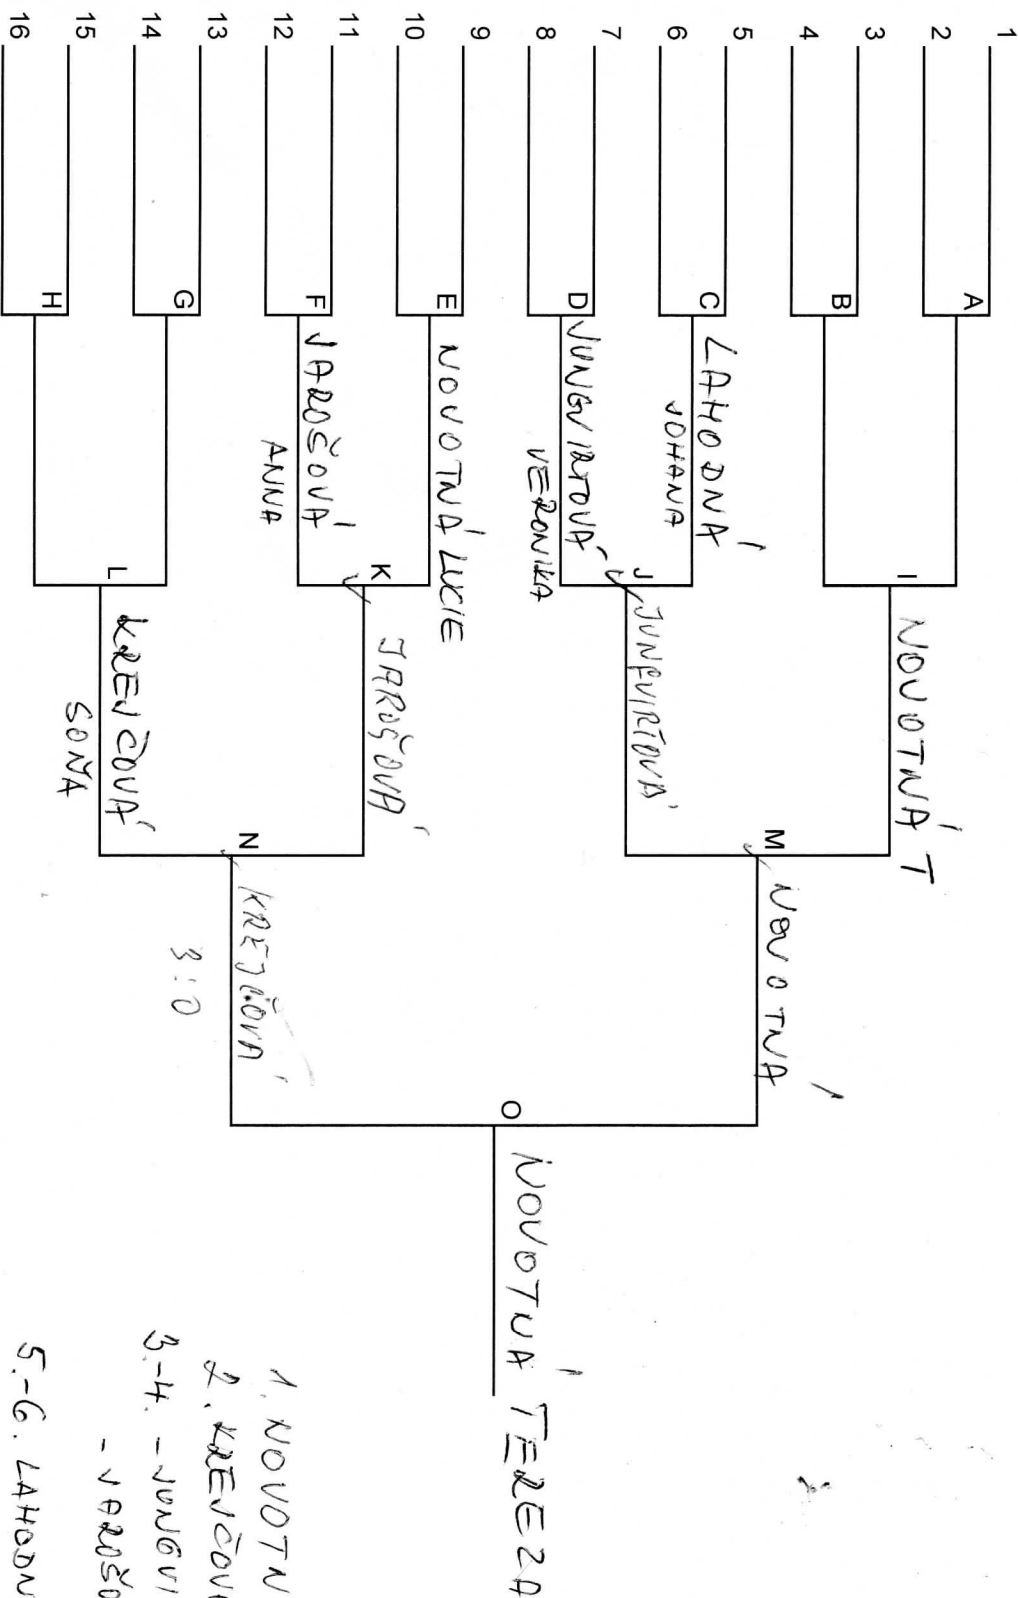 1
2
3
4
5
6
7
8
9
10
11
12
13
14
15
16
A
B
C
D
E
F
G
H
LAHODNÁ
JOHANA
JUNGVIRTOVÁ
VERONIKA
NOVOTNÁ LUCIE
JAROŠOVÁ
ANNA
I
J
K
L
NOVOTNÁ T
JUNGVIRTOVÁ
JAROŠOVÁ
KREJČOVÁ
SOŇA
M
N
NOVOTNÁ
KREJČOVÁ
3:0
O
NOVOTNÁ TEREZA
1. NOVOTN
2. KREJČOV
3.-4. - JUNGVI
- JAROŠO
5.-6. LAHODN